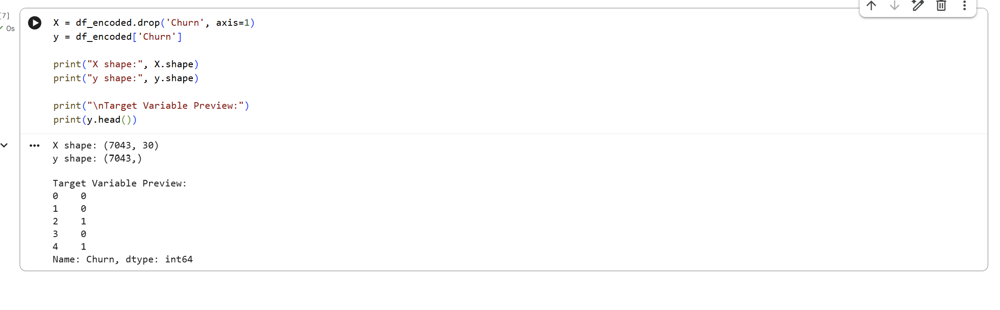 [7]
0s
X = df_encoded.drop('Churn', axis=1)
y = df_encoded['Churn']
print("X shape:", X.shape)
print("y shape:", y.shape)
print("\nTarget Variable Preview:")
print(y.head())
X shape: (7043, 30)
y shape: (7043,)
Target Variable Preview:
0    0
1    0
2    1
3    0
4    1
Name: Churn, dtype: int64